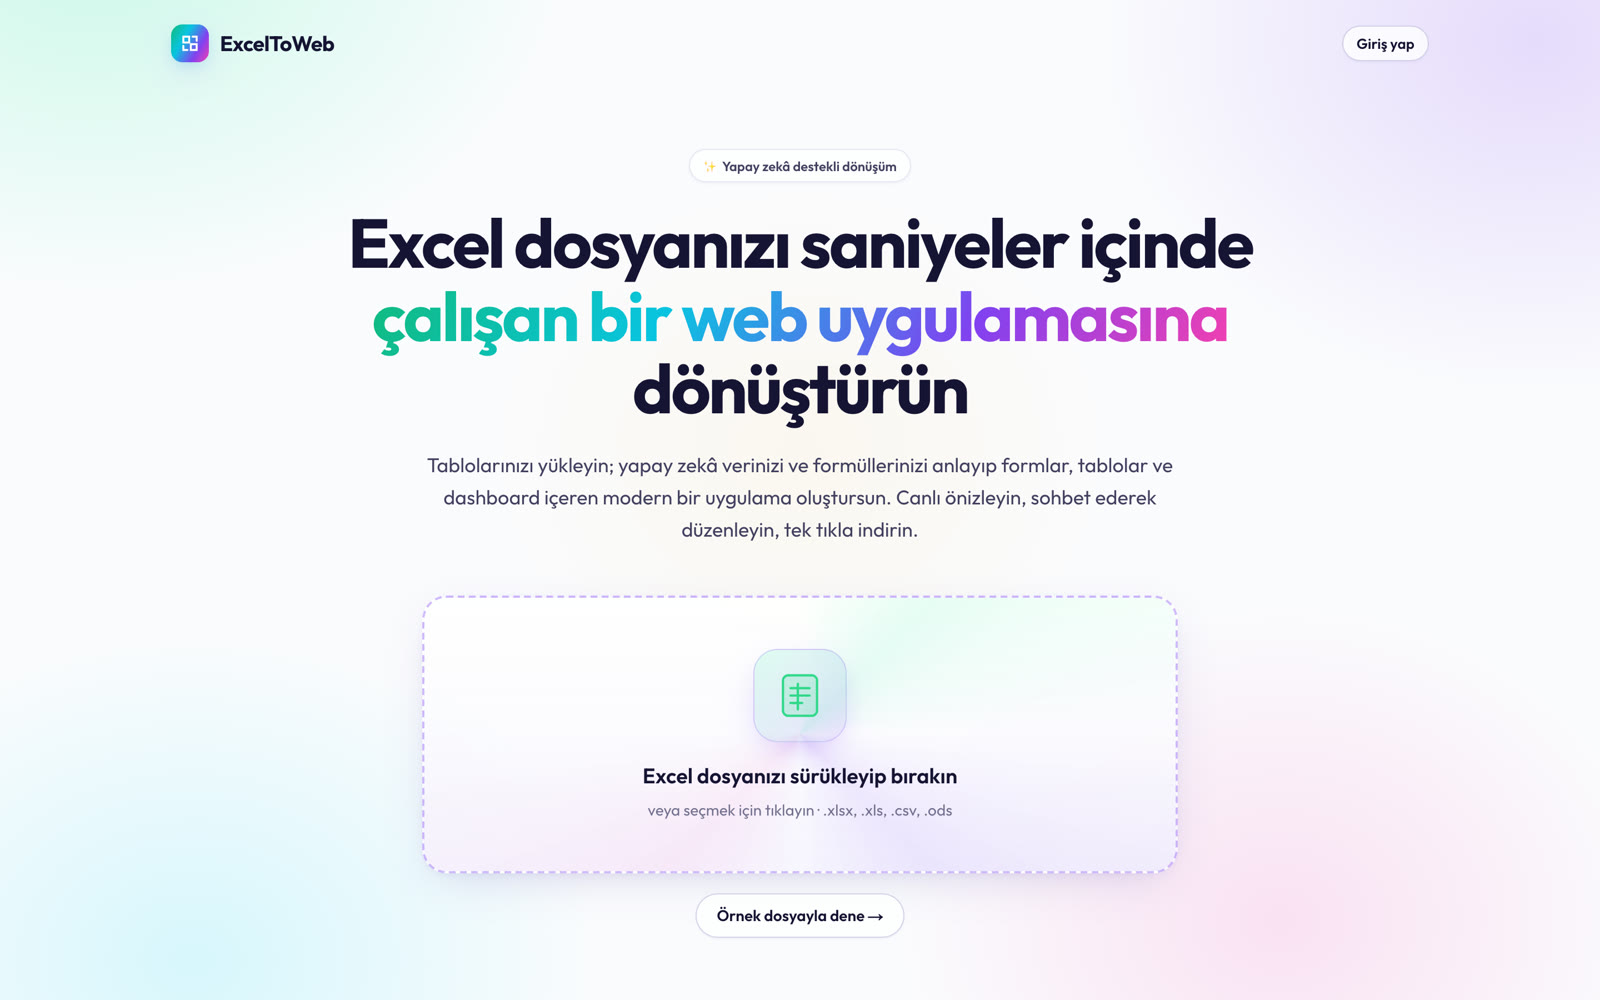 ExcelToWeb
Giriş yap
✨ Yapay zekâ destekli dönüşüm
Excel dosyanızı saniyeler içinde
çalışan bir web uygulamasına
dönüştürün
Tablolarınızı yükleyin; yapay zekâ verinizi ve formüllerinizi anlayıp formlar, tablolar ve
dashboard içeren modern bir uygulama oluştursun. Canlı önizleyin, sohbet ederek
düzenleyin, tek tıkla indirin.
Excel dosyanızı sürükleyip bırakın
veya seçmek için tıklayın · .xlsx, .xls, .csv, .ods
Örnek dosyayla dene →